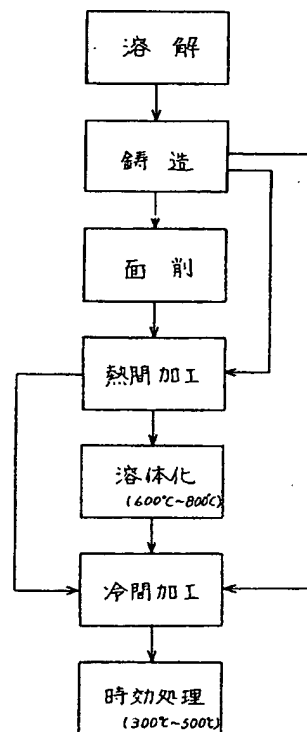 溶解
鋳造
面削
熱間加工
溶体化
(600℃~800℃)
冷間加工
時効処理
(300℃~500℃)